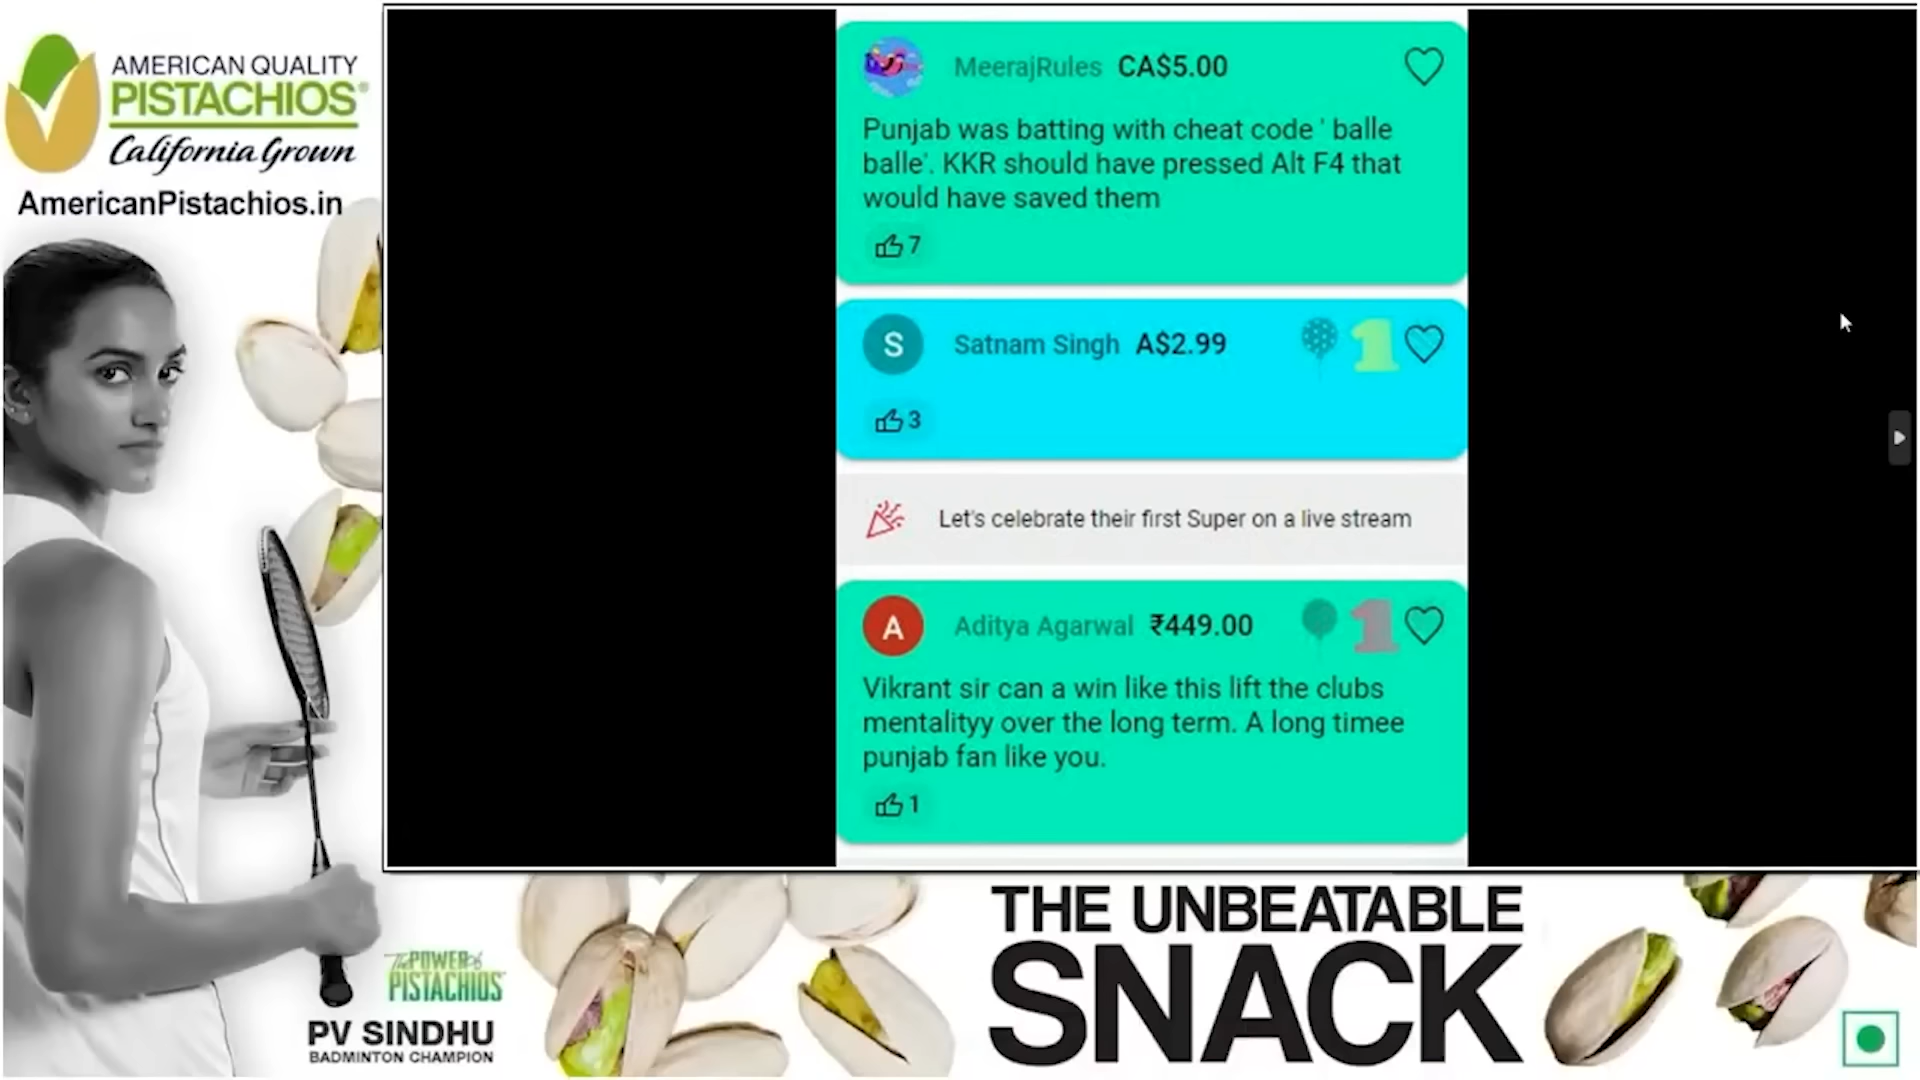 AMERICAN QUALITY
PISTACHIOS®
California Grown
AmericanPistachios.in
MeerajRules CA$5.00
Punjab was batting with cheat code ' balle
balle'. KKR should have pressed Alt F4 that
would have saved them
7
S Satnam Singh A$2.99 1
3
Let's celebrate their first Super on a live stream
A Aditya Agarwal ₹449.00 1
Vikrant sir can a win like this lift the clubs
mentalityy over the long term. A long timee
punjab fan like you.
1
The POWER of
PISTACHIOS
PV SINDHU
BADMINTON CHAMPION
THE UNBEATABLE
SNACK